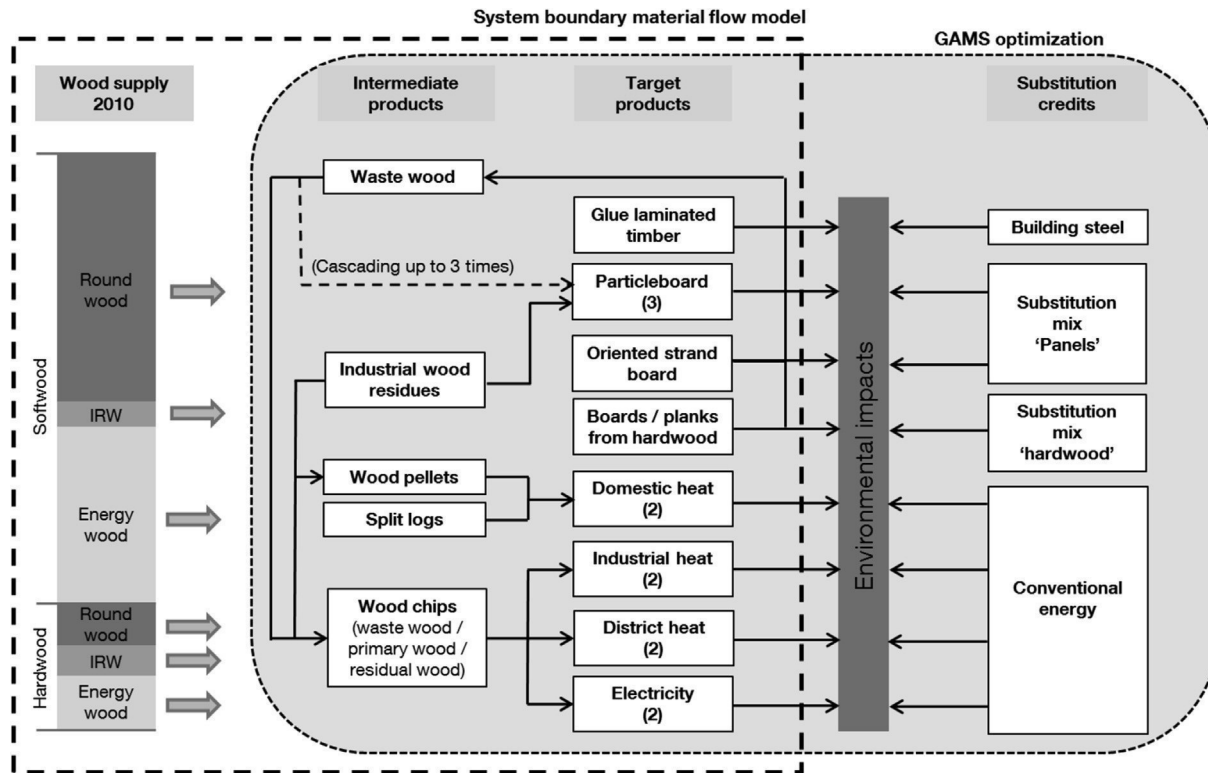 System boundary material flow model
GAMS optimization
Wood supply
2010
Intermediate
products
Target
products
Substitution
credits
Softwood
Round
wood
IRW
Energy
wood
Hardwood
Round
wood
IRW
Energy
wood
Waste wood
(Cascading up to 3 times)
Industrial wood
residues
Wood pellets
Split logs
Wood chips
(waste wood /
primary wood /
residual wood)
Glue laminated
timber
Particleboard
(3)
Oriented strand
board
Boards / planks
from hardwood
Domestic heat
(2)
Industrial heat
(2)
District heat
(2)
Electricity
(2)
Environmental impacts
Building steel
Substitution
mix
‘Panels’
Substitution
mix
‘hardwood’
Conventional
energy